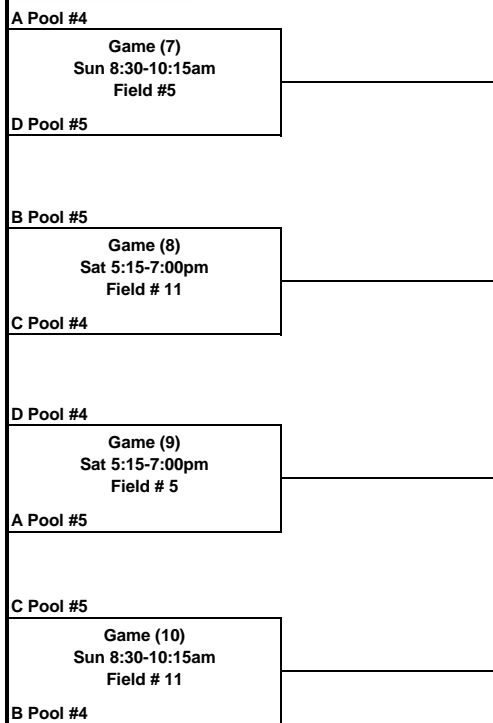 A Pool #4
Game (7)
Sun 8:30-10:15am
Field #5
D Pool #5
B Pool #5
Game (8)
Sat 5:15-7:00pm
Field # 11
C Pool #4
D Pool #4
Game (9)
Sat 5:15-7:00pm
Field # 5
A Pool #5
C Pool #5
Game (10)
Sun 8:30-10:15am
Field # 11
B Pool #4